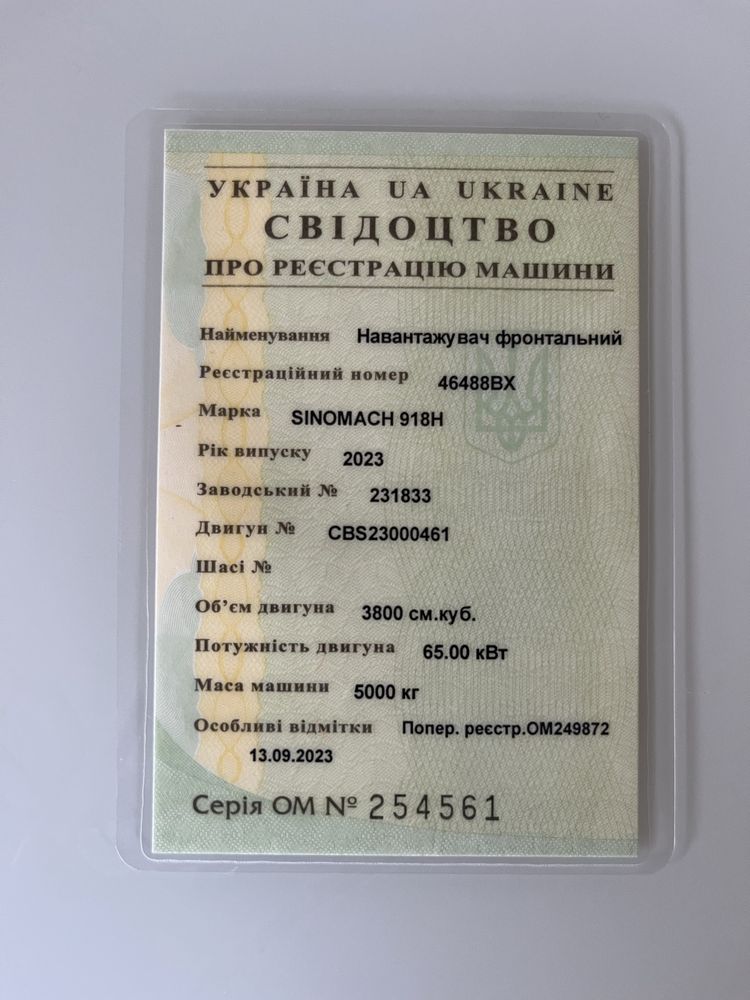 УКРАЇНА UA UKRAINE
СВІДОЦТВО
ПРО РЕЄСТРАЦІЮ МАШИНИ
Найменування Навантажувач фронтальний
Реєстраційний номер 46488ВХ
Марка SINOMACH 918H
Рік випуску 2023
Заводський № 231833
Двигун № CBS23000461
Шасі №
Об'єм двигуна 3800 см.куб.
Потужність двигуна 65.00 кВт
Маса машини 5000 кг
Особливі відмітки Попер. реєстр.ОМ249872
13.09.2023
Серія ОМ № 254561